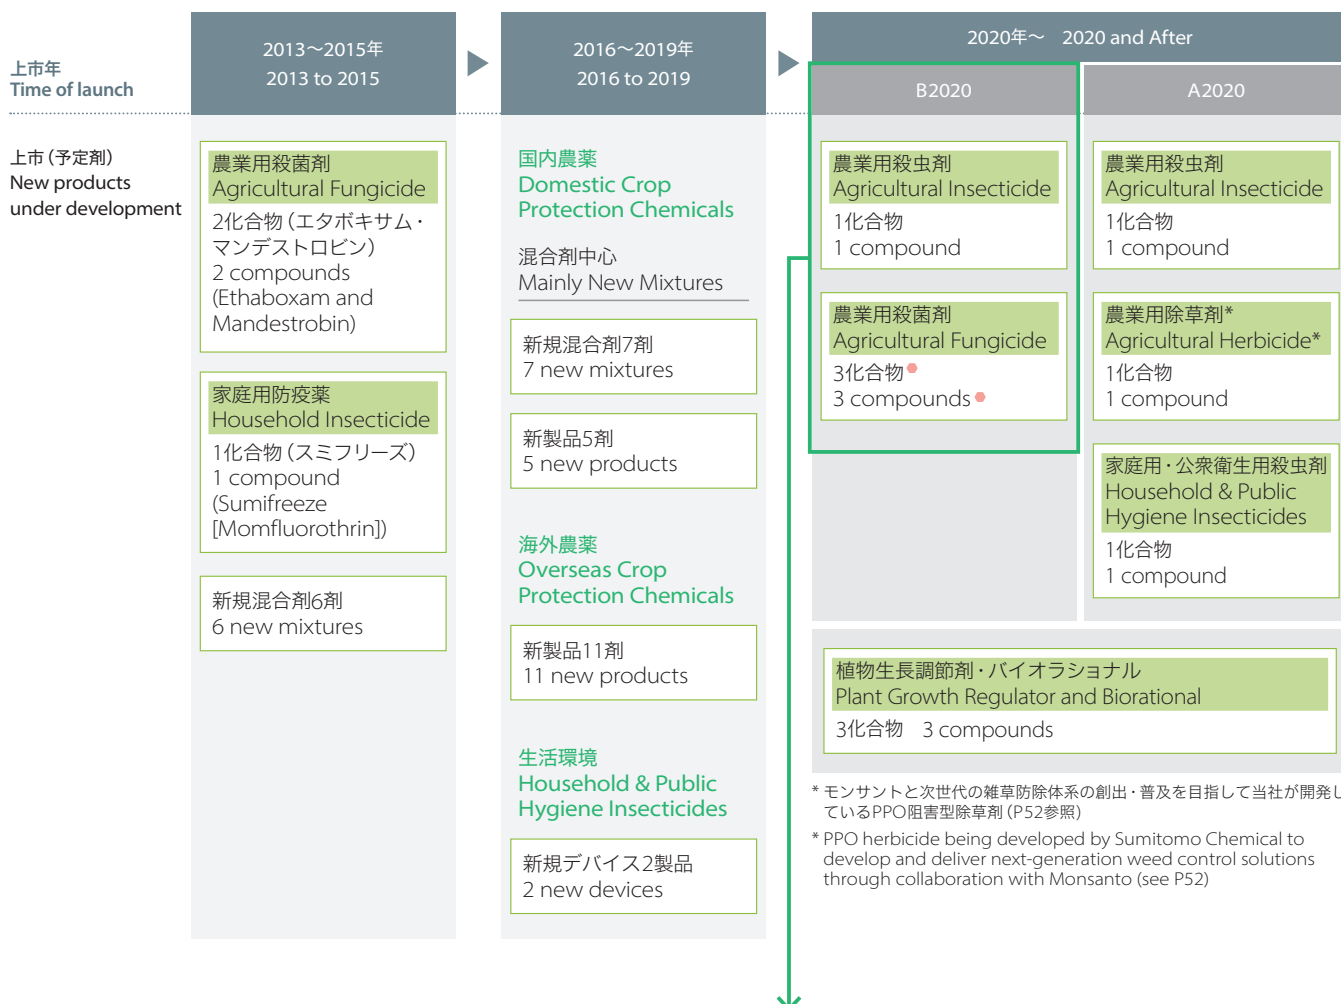 上市年
Time of launch
2013～2015年
2013 to 2015
2016～2019年
2016 to 2019
2020年～ 2020 and After
B2020
A2020
上市（予定剤）
New products
under development
農業用殺菌剤
Agricultural Fungicide
2化合物（エタボキサム・
マンデストロビン）
2 compounds
(Ethaboxam and
Mandestrobin)
家庭用防疫薬
Household Insecticide
1化合物（スミフリーズ）
1 compound
(Sumifreeze
[Momfluorothrin])
新規混合剤6剤
6 new mixtures
国内農薬
Domestic Crop
Protection Chemicals
混合剤中心
Mainly New Mixtures
新規混合剤7剤
7 new mixtures
新製品5剤
5 new products
海外農薬
Overseas Crop
Protection Chemicals
新製品11剤
11 new products
生活環境
Household & Public
Hygiene Insecticides
新規デバイス2製品
2 new devices
農業用殺虫剤
Agricultural Insecticide
1化合物
1 compound
農業用殺菌剤
Agricultural Fungicide
3化合物
3 compounds
農業用殺虫剤
Agricultural Insecticide
1化合物
1 compound
農業用除草剤*
Agricultural Herbicide*
1化合物
1 compound
家庭用・公衆衛生用殺虫剤
Household & Public
Hygiene Insecticides
1化合物
1 compound
植物生長調節剤・バイオラショナル
Plant Growth Regulator and Biorational
3化合物 3 compounds
* モンサントと次世代の雑草防除体系の創出・普及を目指して当社が開発し
ているPPO阻害型除草剤（P52参照）
* PPO herbicide being developed by Sumitomo Chemical to
develop and deliver next-generation weed control solutions
through collaboration with Monsanto (see P52)